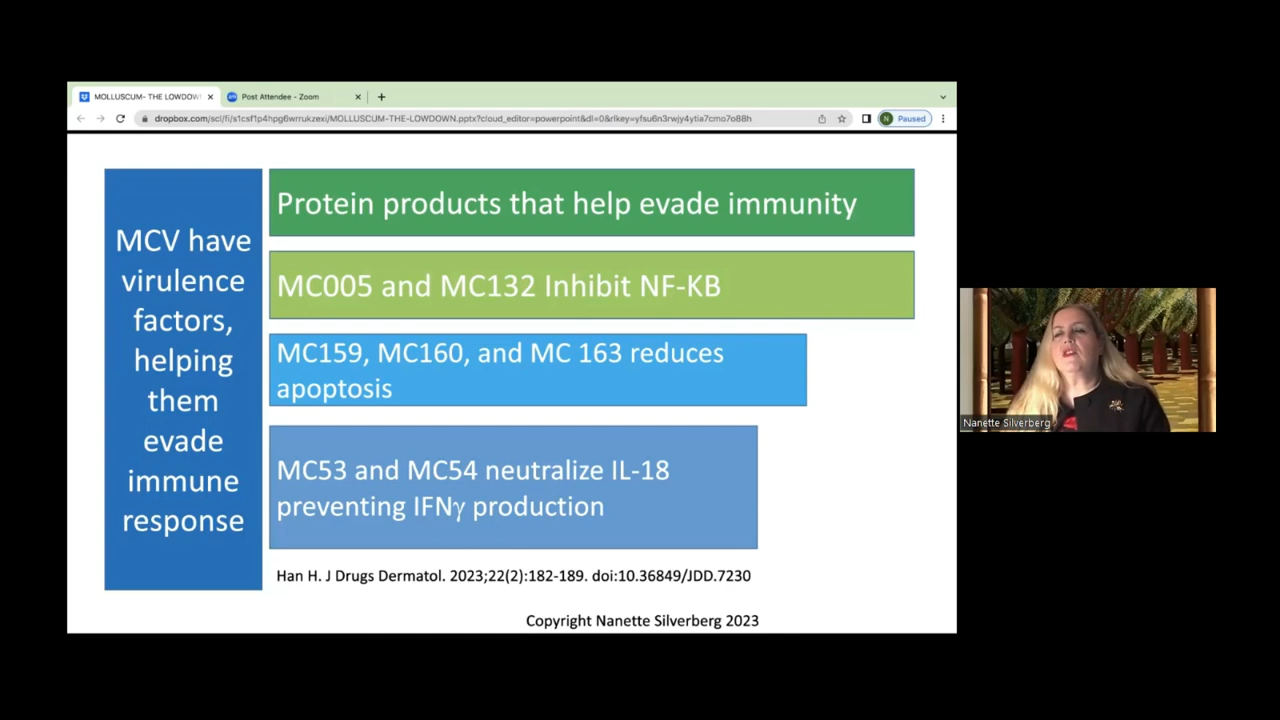 MOLLUSCUM- THE LOWDOW
Post Attendee - Zoom
dropbox.com/scl/fi/s1csf1p4hpg6wrrukzexi/MOLLUSCUM-THE-LOWDOWN.pptx?cloud_editor=powerpoint&dl=0&rlkey=yfsu6n3rwjy4ytia7cmo7o88h
N
Paused
MCV have
virulence
factors,
helping
them
evade
immune
response
Protein products that help evade immunity
MC005 and MC132 Inhibit NF-KB
MC159, MC160, and MC 163 reduces
apoptosis
MC53 and MC54 neutralize IL-18
preventing IFNγ production
Han H. J Drugs Dermatol. 2023;22(2):182-189. doi:10.36849/JDD.7230
Copyright Nanette Silverberg 2023
Nanette Silverberg